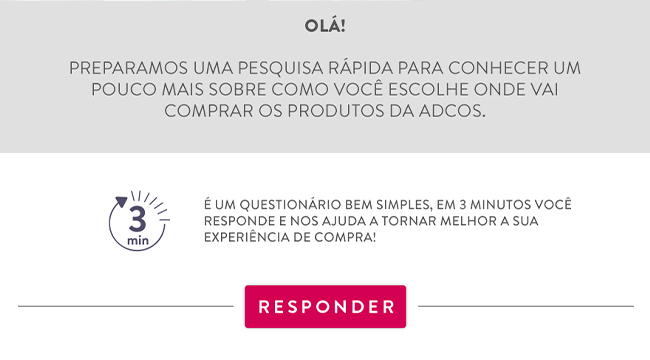 OLÁ!
PREPARAMOS UMA PESQUISA RÁPIDA PARA CONHECER UM
POUCO MAIS SOBRE COMO VOCÊ ESCOLHE ONDE VAI
COMPRAR OS PRODUTOS DA ADCOS.
3
min
É UM QUESTIONÁRIO BEM SIMPLES, EM 3 MINUTOS VOCÊ
RESPONDE E NOS AJUDA A TORNAR MELHOR A SUA
EXPERIÊNCIA DE COMPRA!
RESPONDER